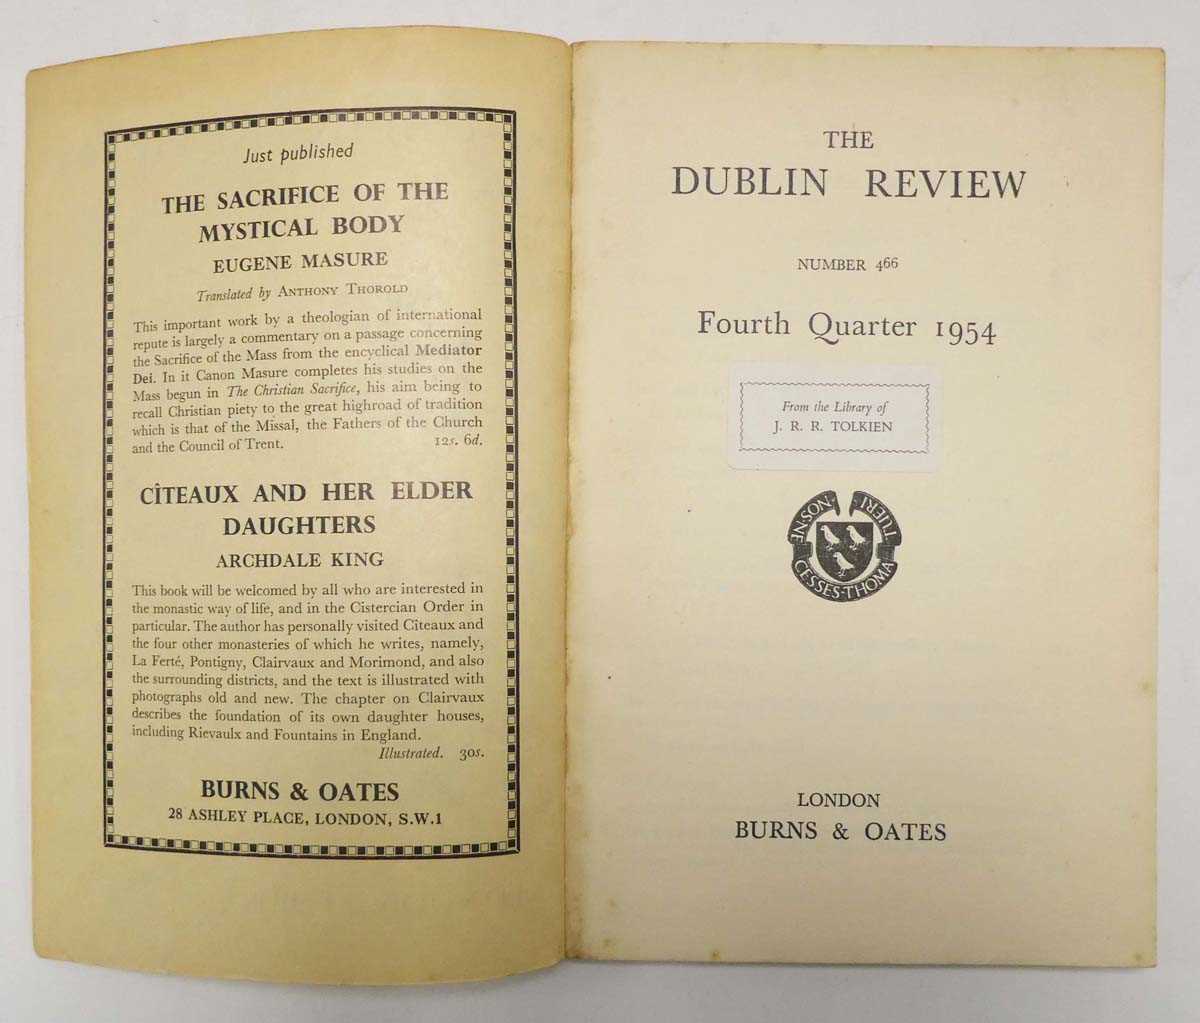 Just published
THE SACRIFICE OF THE
MYSTICAL BODY
EUGENE MASURE
Translated by ANTHONY THOROLD
This important work by a theologian of international
repute is largely a commentary on a passage concerning
the Sacrifice of the Mass from the encyclical Mediator
Dei. In it Canon Masure completes his studies on the
Mass begun in The Christian Sacrifice, his aim being to
recall Christian piety to the great highroad of tradition
which is that of the Missal, the Fathers of the Church
and the Council of Trent. 12s. 6d.
CÎTEAUX AND HER ELDER
DAUGHTERS
ARCHDALE KING
This book will be welcomed by all who are interested in
the monastic way of life, and in the Cistercian Order in
particular. The author has personally visited Cîteaux and
the four other monasteries of which he writes, namely,
La Ferté, Pontigny, Clairvaux and Morimond, and also
the surrounding districts, and the text is illustrated with
photographs old and new. The chapter on Clairvaux
describes the foundation of its own daughter houses,
including Rievaulx and Fountains in England.
Illustrated. 30s.
BURNS & OATES
28 ASHLEY PLACE, LONDON, S.W.1
THE
DUBLIN REVIEW
NUMBER 466
Fourth Quarter 1954
From the Library of
J. R. R. TOLKIEN
NOS·NE
CESSES·THOMA
TUERI
LONDON
BURNS & OATES